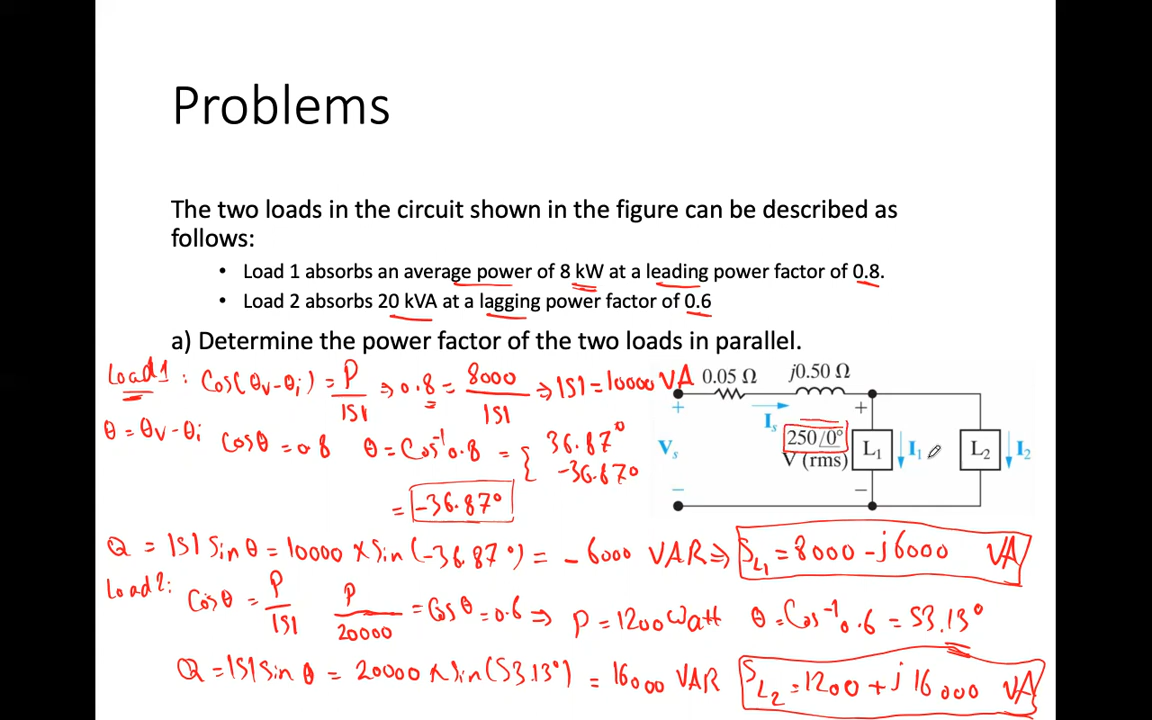 Problems
The two loads in the circuit shown in the figure can be described as
follows:
• Load 1 absorbs an average power of 8 kW at a leading power factor of 0.8.
• Load 2 absorbs 20 kVA at a lagging power factor of 0.6
a) Determine the power factor of the two loads in parallel.
Load 1: Cos(θv-θi) = P/|S| ⇒ 0.8 = 8000/|S| ⇒ |S| = 10000 VA
θ = θv - θi Cosθ = 0.8 θ = Cos⁻¹0.8 = { 36.87° -36.87°
= -36.87°
0.05 Ω j0.50 Ω
+ Is +
Vs 250/0° L1 I1 L2 I2
V (rms)
− −
Q = |S| Sin θ = 10000 × Sin(-36.87°) = -6000 VAR ⇒ SL1 = 8000 - j6000 VA
Load 2: Cosθ = P/|S| P/20000 = Cosθ = 0.6 ⇒ P = 1200 Watt θ = Cos⁻¹0.6 = 53.13°
Q = |S| Sin θ = 20000 × Sin(53.13°) = 16000 VAR SL2 = 1200 + j 16000 VA